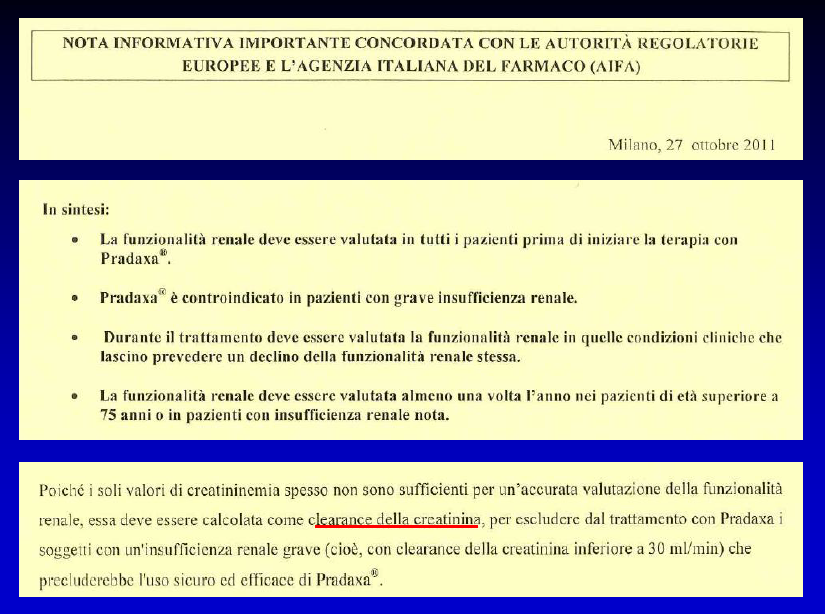 NOTA INFORMATIVA IMPORTANTE CONCORDATA CON LE AUTORITÀ REGOLATORIE
EUROPEE E L'AGENZIA ITALIANA DEL FARMACO (AIFA)
Milano, 27 ottobre 2011
In sintesi:
• La funzionalità renale deve essere valutata in tutti i pazienti prima di iniziare la terapia con
Pradaxa®.
• Pradaxa® è controindicato in pazienti con grave insufficienza renale.
• Durante il trattamento deve essere valutata la funzionalità renale in quelle condizioni cliniche che
lascino prevedere un declino della funzionalità renale stessa.
• La funzionalità renale deve essere valutata almeno una volta l'anno nei pazienti di età superiore a
75 anni o in pazienti con insufficienza renale nota.
Poiché i soli valori di creatininemia spesso non sono sufficienti per un'accurata valutazione della funzionalità
renale, essa deve essere calcolata come clearance della creatinina, per escludere dal trattamento con Pradaxa i
soggetti con un'insufficienza renale grave (cioè, con clearance della creatinina inferiore a 30 ml/min) che
precluderebbe l'uso sicuro ed efficace di Pradaxa®.